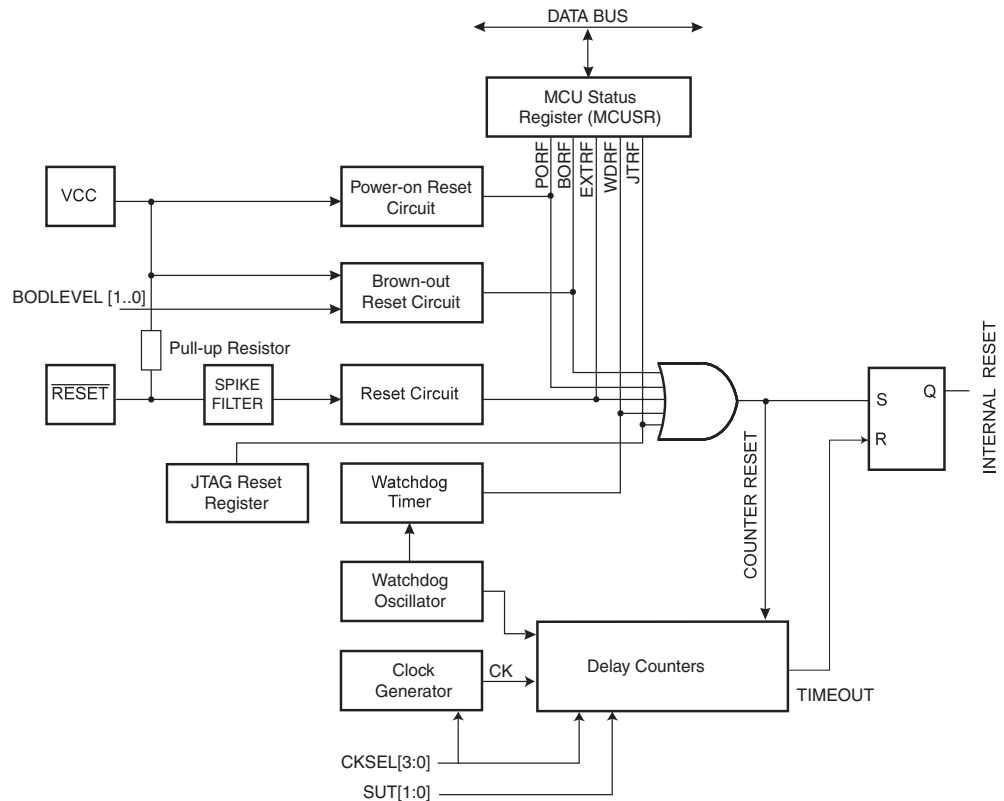 DATA BUS
MCU Status
Register (MCUSR)
PORF
BORF
EXTRF
WDRF
JTRF
VCC
Power-on Reset
Circuit
Brown-out
Reset Circuit
BODLEVEL [1..0]
Pull-up Resistor
RESET
SPIKE
FILTER
Reset Circuit
JTAG Reset
Register
Watchdog
Timer
Watchdog
Oscillator
Clock
Generator
CK
Delay Counters
CKSEL[3:0]
SUT[1:0]
COUNTER RESET
TIMEOUT
S
R
Q
INTERNAL RESET